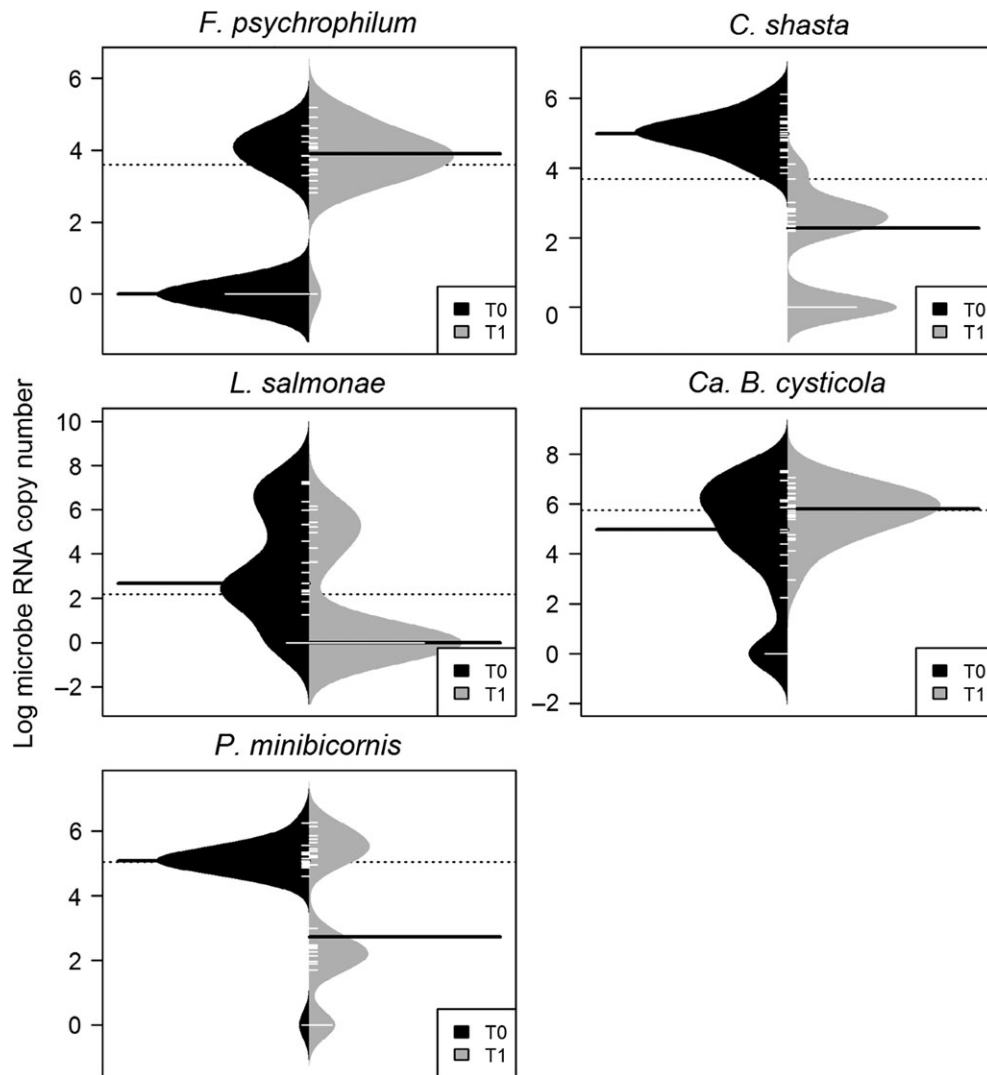 F. psychrophilum
C. shasta
6
4
2
0
T0
T1
6
4
2
0
T0
T1
L. salmonae
Ca. B. cysticola
10
8
6
4
2
0
−2
T0
T1
8
6
4
2
0
−2
T0
T1
P. minibicornis
6
4
2
0
T0
T1
Log microbe RNA copy number